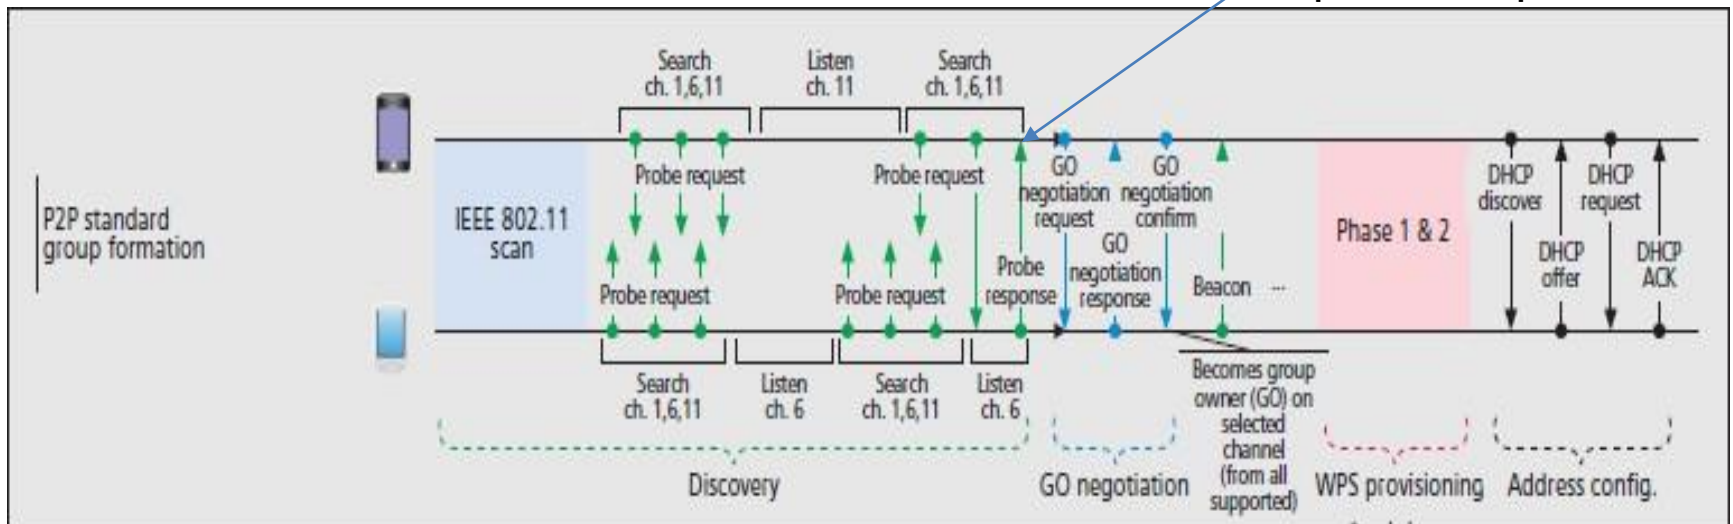 Search
ch. 1,6,11
Listen
ch. 11
Search
ch. 1,6,11
P2P standard
group formation
IEEE 802.11
scan
Probe request
Probe request
Probe request
Probe request
Probe
response
GO
negotiation
request
GO
negotiation
response
GO
negotiation
confirm
Beacon ...
Phase 1 & 2
DHCP
discover
DHCP
offer
DHCP
request
DHCP
ACK
Search
ch. 1,6,11
Listen
ch. 6
Search
ch. 1,6,11
Listen
ch. 6
Becomes group
owner (GO) on
selected
channel
(from all
supported)
Discovery
GO negotiation
WPS provisioning
Address config.